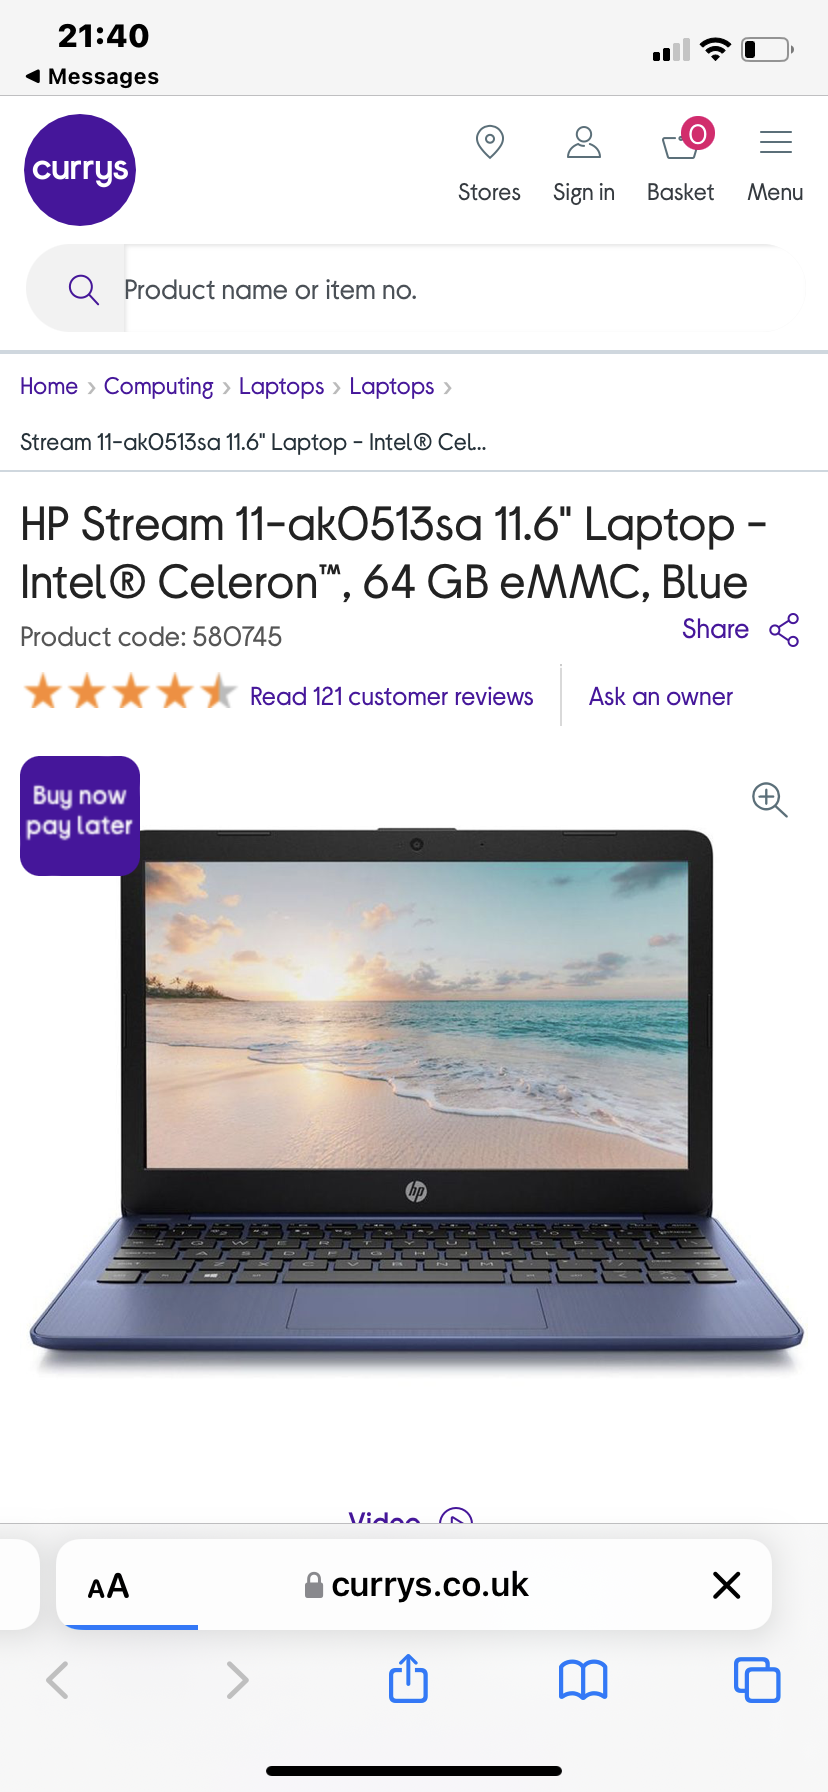 21:40
◀ Messages
currys
0
Stores Sign in Basket Menu
Product name or item no.
Home › Computing › Laptops › Laptops ›
Stream 11-ak0513sa 11.6" Laptop - Intel® Cel...
HP Stream 11-ak0513sa 11.6" Laptop -
Intel® Celeron™, 64 GB eMMC, Blue
Product code: 580745
Share
Read 121 customer reviews
Ask an owner
Buy now
pay later
hp
Video
AA
currys.co.uk